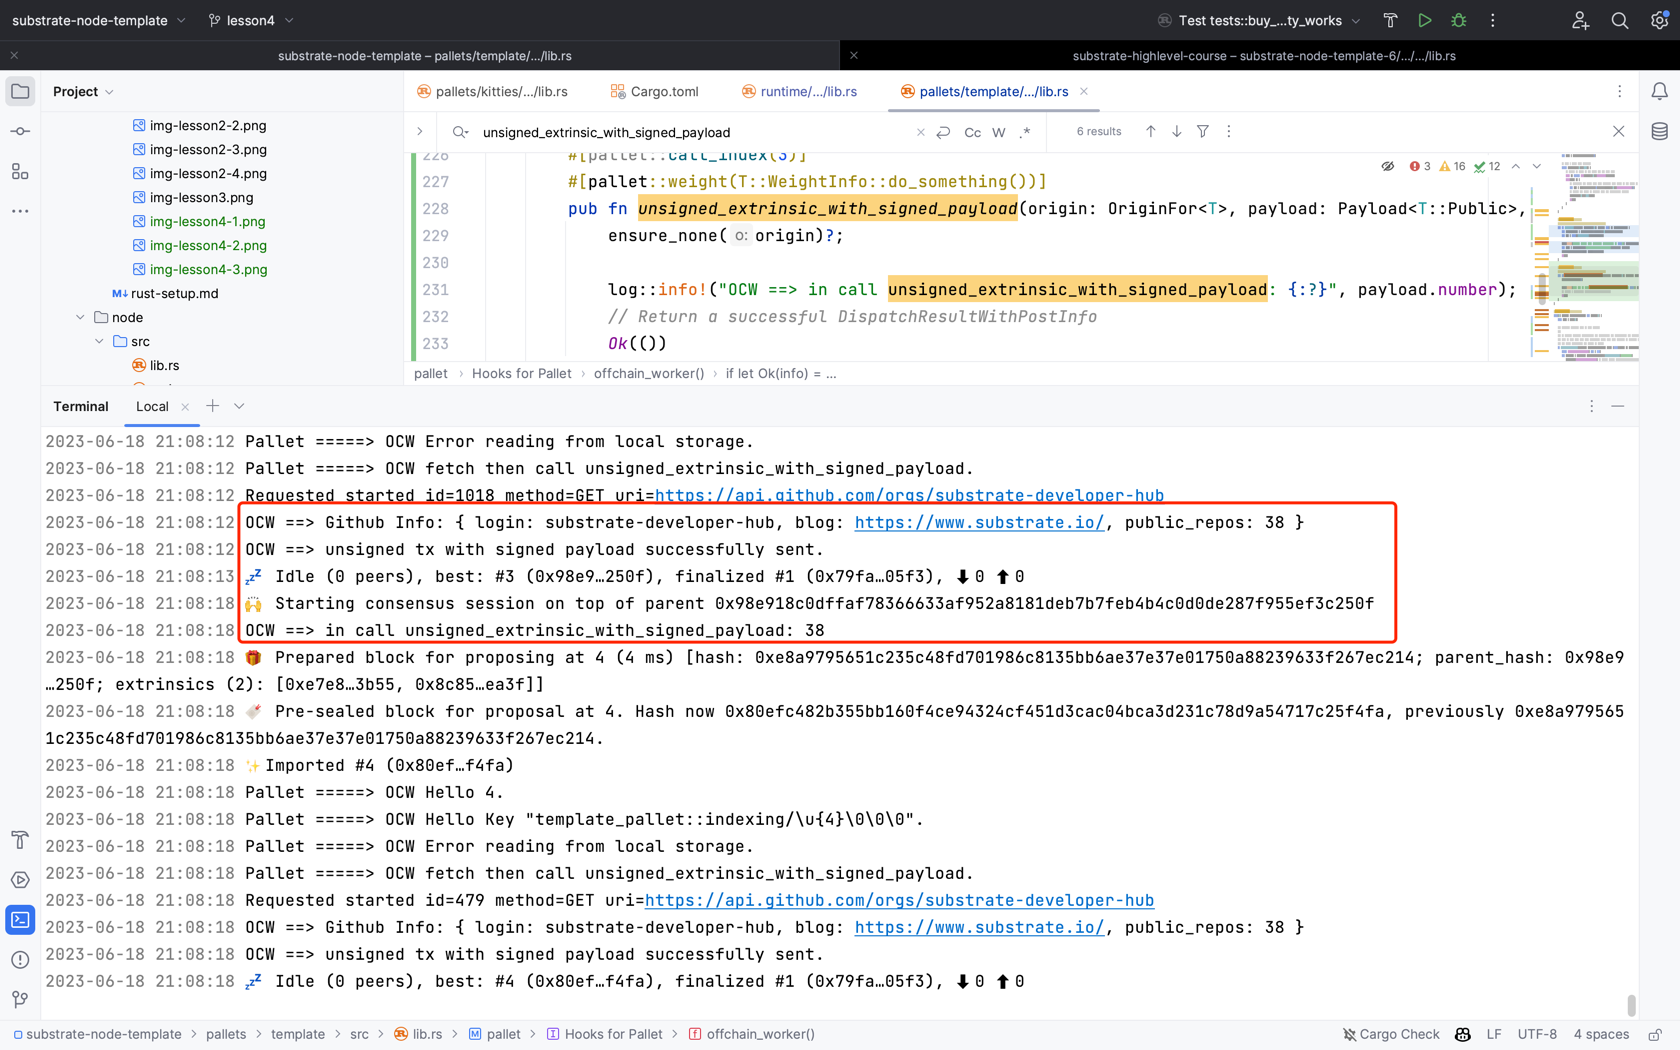 substrate-node-template
lesson4
Test tests::buy_...ty_works
substrate-node-template – pallets/template/.../lib.rs
substrate-highlevel-course – substrate-node-template-6/.../.../lib.rs
Project
pallets/kitties/.../lib.rs
Cargo.toml
runtime/.../lib.rs
pallets/template/.../lib.rs
img-lesson2-2.png
img-lesson2-3.png
img-lesson2-4.png
img-lesson3.png
img-lesson4-1.png
img-lesson4-2.png
img-lesson4-3.png
M↓ rust-setup.md
node
src
lib.rs
unsigned_extrinsic_with_signed_payload
Cc W .*
6 results
3 16 12
226 #[pallet::call_index(3)]
227 #[pallet::weight(T::WeightInfo::do_something())]
228 pub fn unsigned_extrinsic_with_signed_payload(origin: OriginFor<T>, payload: Payload<T::Public>,
229 ensure_none( o: origin)?;
230
231 log::info!("OCW ==> in call unsigned_extrinsic_with_signed_payload: {:?}", payload.number);
232 // Return a successful DispatchResultWithPostInfo
233 Ok(())
pallet › Hooks for Pallet › offchain_worker() › if let Ok(info) = ...
Terminal
Local
2023-06-18 21:08:12 Pallet =====> OCW Error reading from local storage.
2023-06-18 21:08:12 Pallet =====> OCW fetch then call unsigned_extrinsic_with_signed_payload.
2023-06-18 21:08:12 Requested started id=1018 method=GET uri=https://api.github.com/orgs/substrate-developer-hub
2023-06-18 21:08:12 OCW ==> Github Info: { login: substrate-developer-hub, blog: https://www.substrate.io/, public_repos: 38 }
2023-06-18 21:08:12 OCW ==> unsigned tx with signed payload successfully sent.
2023-06-18 21:08:13 💤 Idle (0 peers), best: #3 (0x98e9…250f), finalized #1 (0x79fa…05f3), ⬇ 0 ⬆ 0
2023-06-18 21:08:18 🙌 Starting consensus session on top of parent 0x98e918c0dffaf78366633af952a8181deb7b7feb4b4c0d0de287f955ef3c250f
2023-06-18 21:08:18 OCW ==> in call unsigned_extrinsic_with_signed_payload: 38
2023-06-18 21:08:18 🎁 Prepared block for proposing at 4 (4 ms) [hash: 0xe8a9795651c235c48fd701986c8135bb6ae37e37e01750a88239633f267ec214; parent_hash: 0x98e9
…250f; extrinsics (2): [0xe7e8…3b55, 0x8c85…ea3f]]
2023-06-18 21:08:18 🔖 Pre-sealed block for proposal at 4. Hash now 0x80efc482b355bb160f4ce94324cf451d3cac04bca3d231c78d9a54717c25f4fa, previously 0xe8a979565
1c235c48fd701986c8135bb6ae37e37e01750a88239633f267ec214.
2023-06-18 21:08:18 ✨ Imported #4 (0x80ef…f4fa)
2023-06-18 21:08:18 Pallet =====> OCW Hello 4.
2023-06-18 21:08:18 Pallet =====> OCW Hello Key "template_pallet::indexing/\u{4}\0\0\0".
2023-06-18 21:08:18 Pallet =====> OCW Error reading from local storage.
2023-06-18 21:08:18 Pallet =====> OCW fetch then call unsigned_extrinsic_with_signed_payload.
2023-06-18 21:08:18 Requested started id=479 method=GET uri=https://api.github.com/orgs/substrate-developer-hub
2023-06-18 21:08:18 OCW ==> Github Info: { login: substrate-developer-hub, blog: https://www.substrate.io/, public_repos: 38 }
2023-06-18 21:08:18 OCW ==> unsigned tx with signed payload successfully sent.
2023-06-18 21:08:18 💤 Idle (0 peers), best: #4 (0x80ef…f4fa), finalized #1 (0x79fa…05f3), ⬇ 0 ⬆ 0
substrate-node-template › pallets › template › src › lib.rs › M pallet › I Hooks for Pallet › f offchain_worker()
Cargo Check
LF
UTF-8
4 spaces